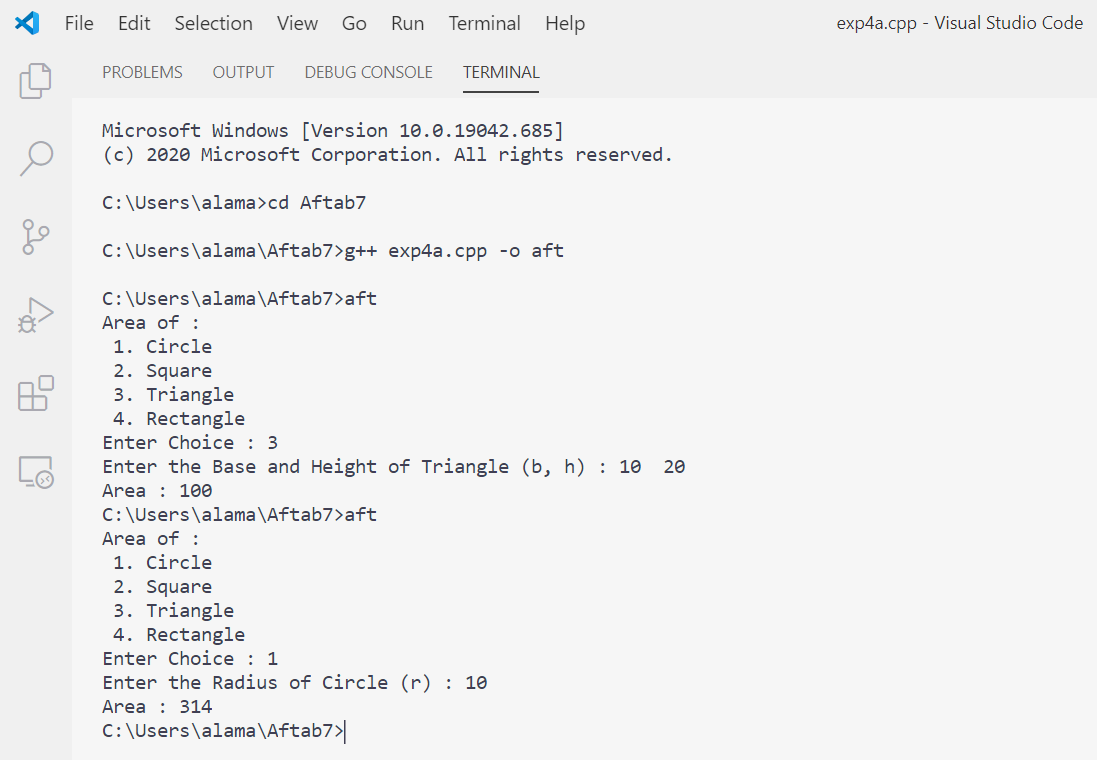 File Edit Selection View Go Run Terminal Help exp4a.cpp - Visual Studio Code
PROBLEMS OUTPUT DEBUG CONSOLE TERMINAL
Microsoft Windows [Version 10.0.19042.685]
(c) 2020 Microsoft Corporation. All rights reserved.
C:\Users\alama>cd Aftab7
C:\Users\alama\Aftab7>g++ exp4a.cpp -o aft
C:\Users\alama\Aftab7>aft
Area of :
1. Circle
2. Square
3. Triangle
4. Rectangle
Enter Choice : 3
Enter the Base and Height of Triangle (b, h) : 10  20
Area : 100
C:\Users\alama\Aftab7>aft
Area of :
1. Circle
2. Square
3. Triangle
4. Rectangle
Enter Choice : 1
Enter the Radius of Circle (r) : 10
Area : 314
C:\Users\alama\Aftab7>